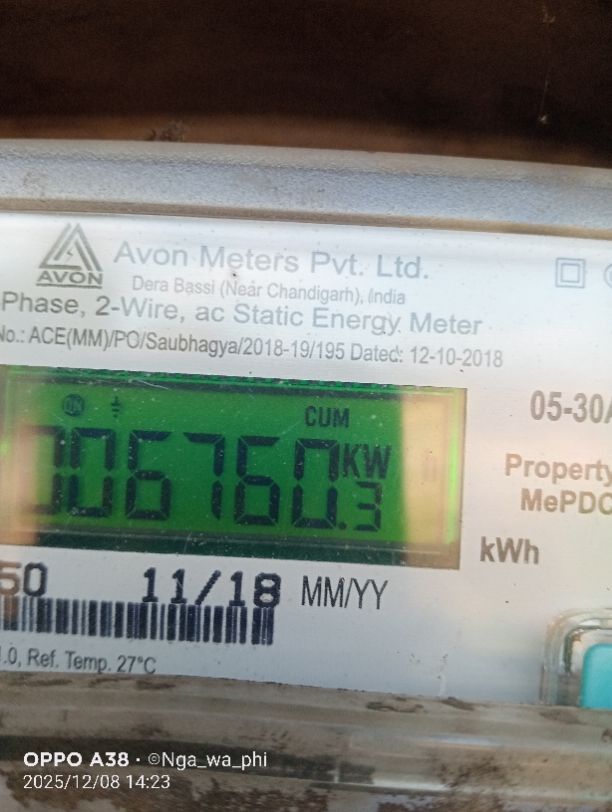 AVON
Avon Meters Pvt. Ltd.
Dera Bassi (Near Chandigarh), India
Phase, 2-Wire, ac Static Energy Meter
No.: ACE(MM)/PO/Saubhagya/2018-19/195 Dated: 12-10-2018
05-30A
CUM
006760.3 KW
Property
MePDC
kWh
50 11/18 MM/YY
1.0, Ref. Temp. 27°C
OPPO A38 · ©Nga_wa_phi
2025/12/08 14:23